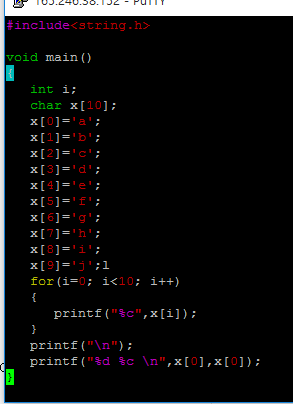 165.246.38.152 - PuTTY
#include<string.h>
void main()
{
int i;
char x[10];
x[0]='a';
x[1]='b';
x[2]='c';
x[3]='d';
x[4]='e';
x[5]='f';
x[6]='g';
x[7]='h';
x[8]='i';
x[9]='j';l
for(i=0; i<10; i++)
{
printf("%c",x[i]);
}
printf("\n");
printf("%d %c \n",x[0],x[0]);
}